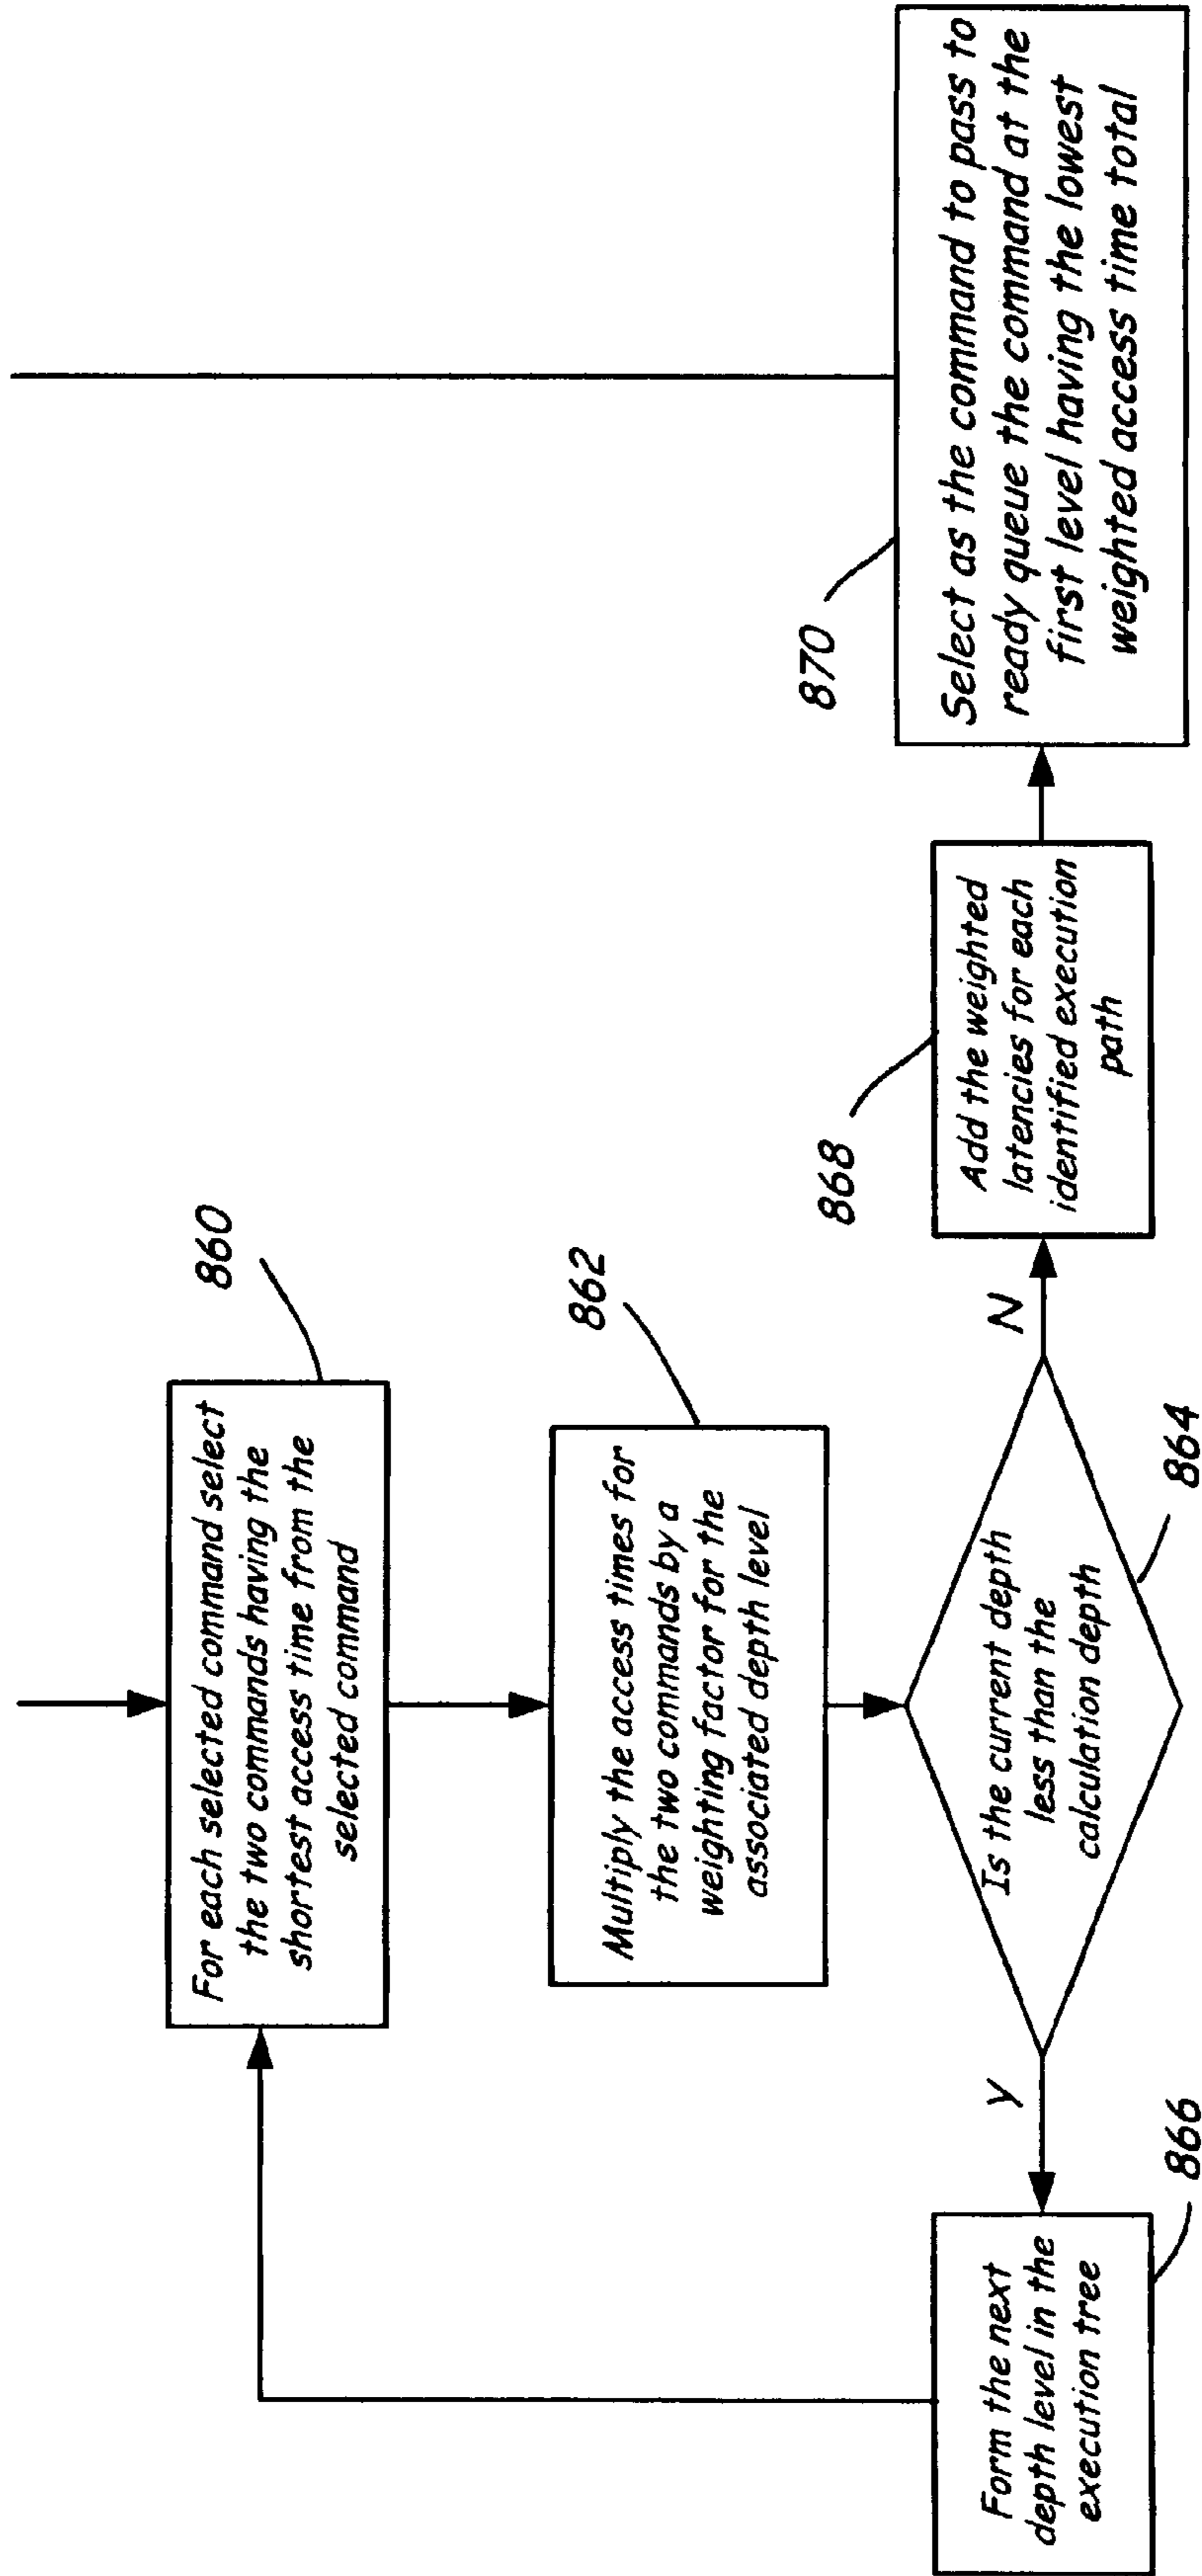 860
For each selected command select
the two commands having the
shortest access time from the
selected command
862
Multiply the access times for
the two commands by a
weighting factor for the
associated depth level
Is the current depth
less than the
calculation depth
864
Y
N
Form the next
depth level in the
execution tree
866
868
Add the weighted
latencies for each
identified execution
path
870
Select as the command to pass to
ready queue the command at the
first level having the lowest
weighted access time total